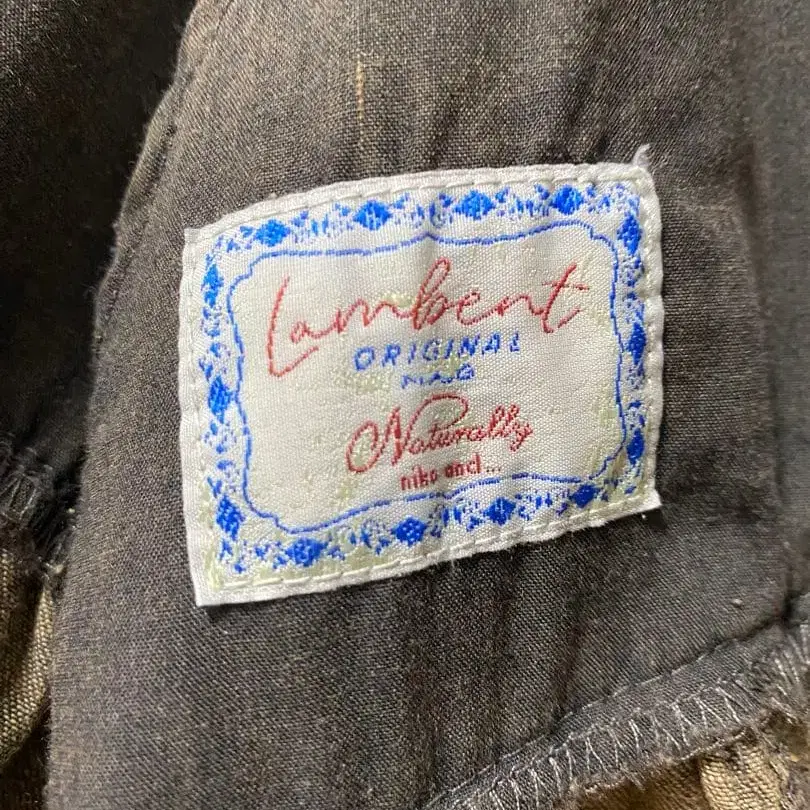 Lambent
ORIGINAL
Naturally
niko and ...